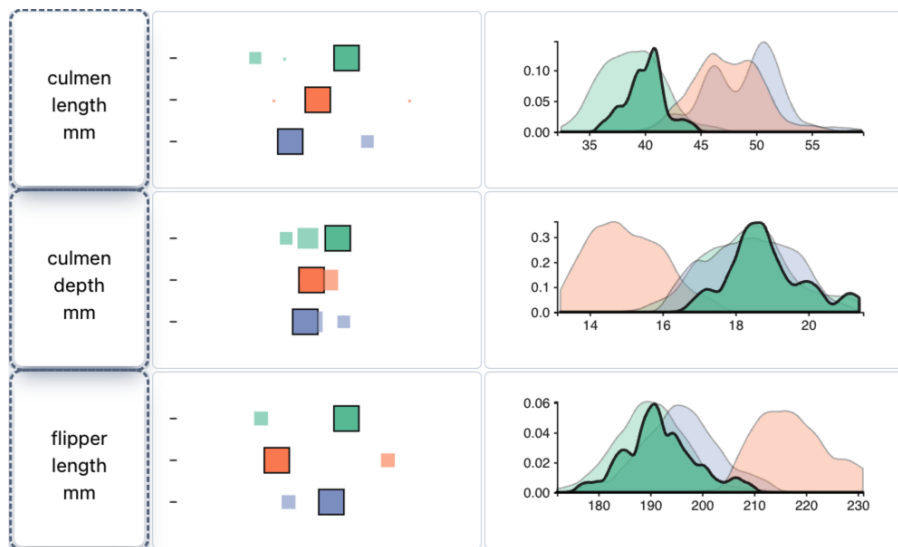 culmen
length
mm
0.10
0.05
0.00
35 40 45 50 55
culmen
depth
mm
0.3
0.2
0.1
0.0
14 16 18 20
flipper
length
mm
0.06
0.04
0.02
0.00
180 190 200 210 220 230